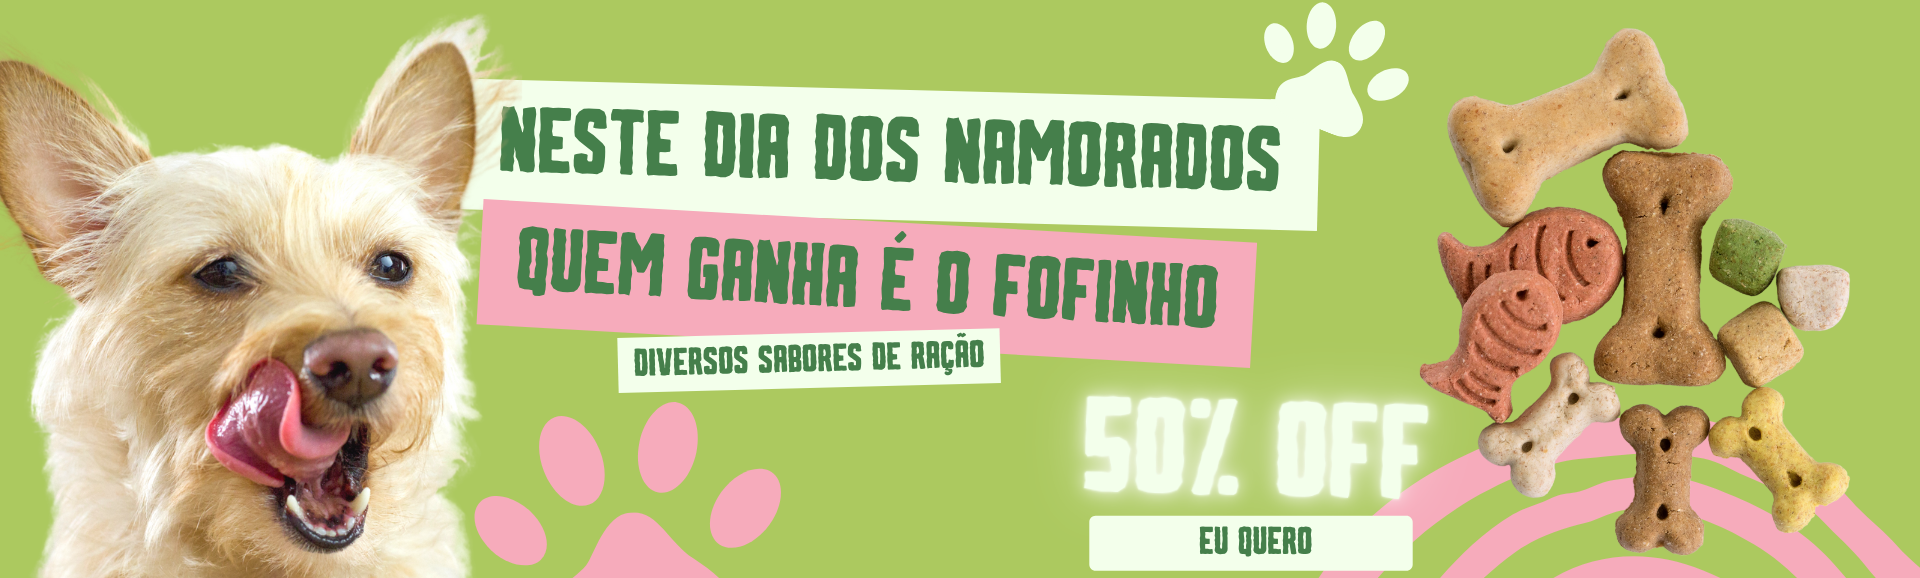 NESTE DIA DOS NAMORADOS
QUEM GANHA É O FOFINHO
DIVERSOS SABORES DE RAÇÃO
50% OFF
EU QUERO